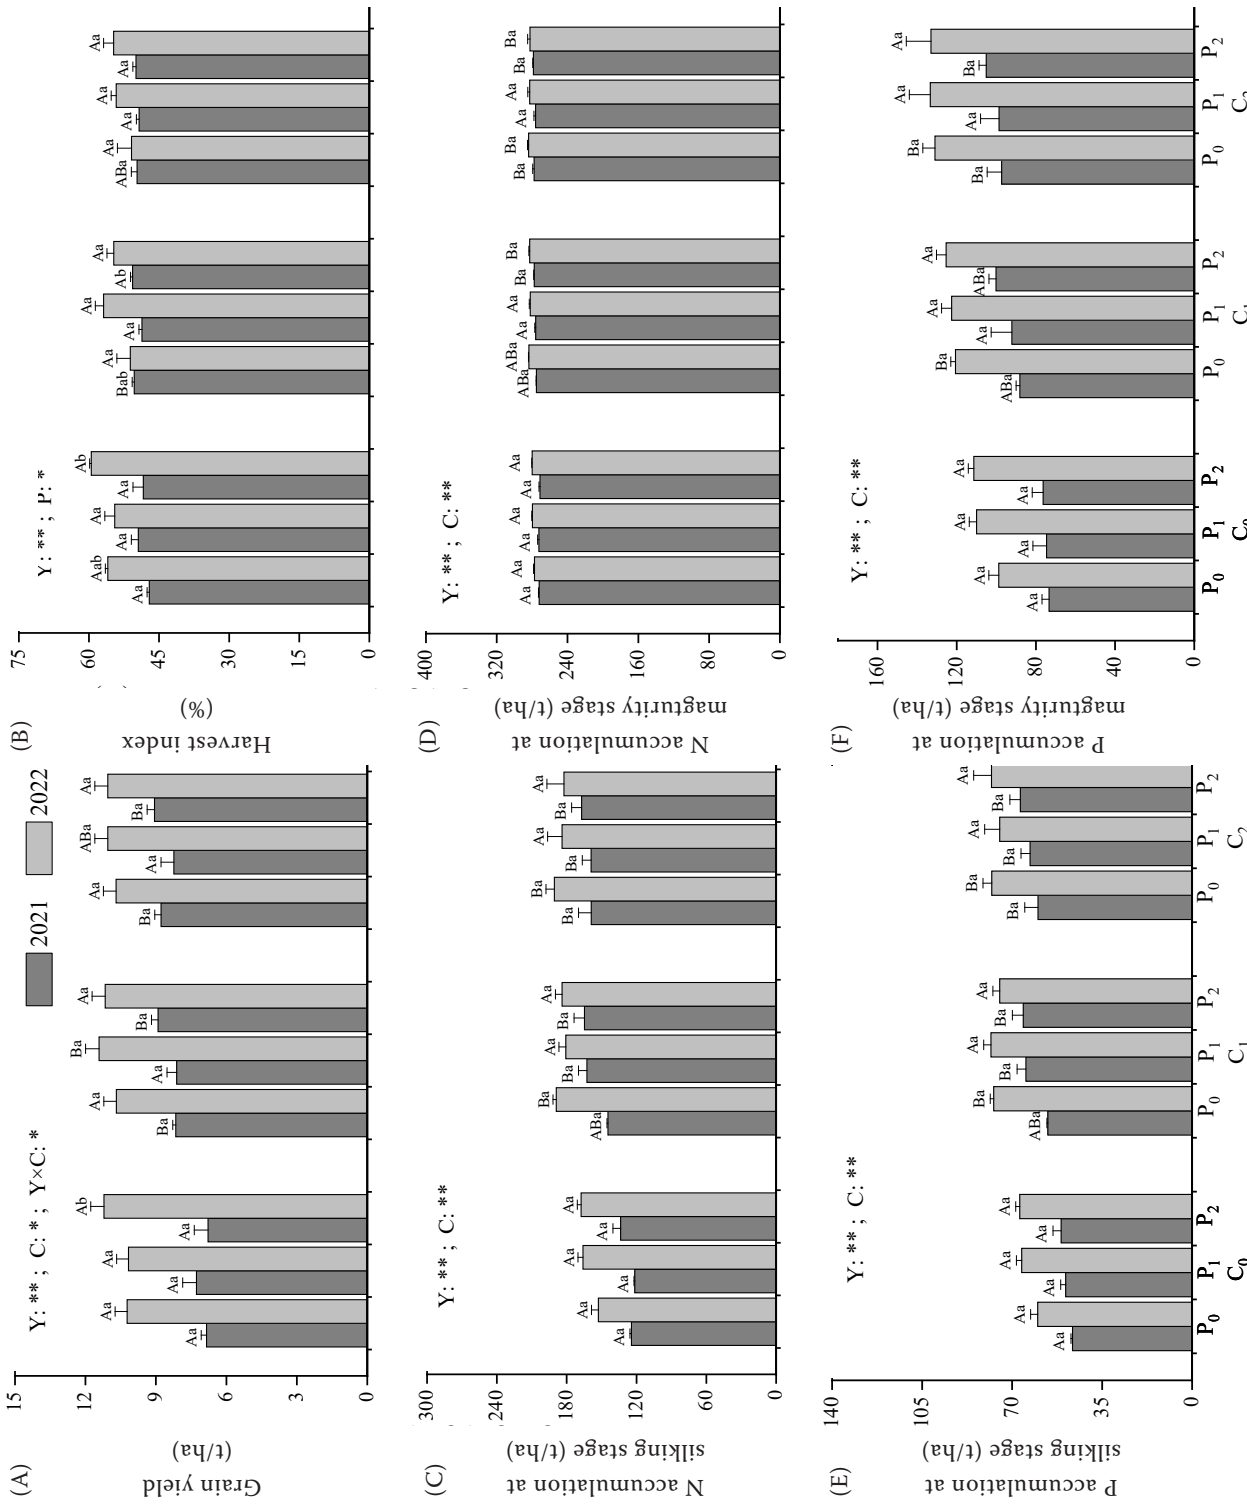 (A)
2021 2022
Grain yield
(t/ha)
15
12
9
6
3
0
Y: ** ; C: * ; Y×C: *
Aa Aa Aa Aa Aa Ab
Ba Aa Aa Ba Ba Aa
Ba Aa Aa ABa Ba Aa
(B)
Harvest index
(%)
75
60
45
30
15
0
Y: ** ; P: *
Aa Aab Aa Aa Aa Ab
Bab Aa Aa Aa Ab Aa
ABa Aa Aa Aa Aa Aa
(C)
N accumulation at
silking stage (t/ha)
300
240
180
120
60
0
Y: ** ; C: **
Aa Aa Aa Aa Aa Aa
ABa Ba Ba Aa Ba Aa
Ba Ba Ba Aa Ba Aa
(D)
N accumulation at
magturity stage (t/ha)
400
320
240
160
80
0
Y: ** ; C: **
Aa Aa Aa Aa Aa Aa
ABa ABa Aa Aa Ba Ba
Ba Ba Aa Aa Ba Ba
(E)
P accumulation at
silking stage (t/ha)
140
105
70
35
0
Y: ** ; C: **
Aa Aa Aa Aa Aa Aa
ABa Ba Ba Aa Ba Aa
Ba Ba Ba Aa Ba Aa
P0 P1 P2 P0 P1 P2 P0 P1 P2
C0 C1 C2
(F)
P accumulation at
magturity stage (t/ha)
160
120
80
40
0
Y: ** ; C: **
Aa Aa Aa Aa Aa Aa
ABa Ba Aa Aa ABa Aa
Ba Ba Aa Aa Ba Aa
P0 P1 P2 P0 P1 P2 P0 P1 P2
C0 C1 C2